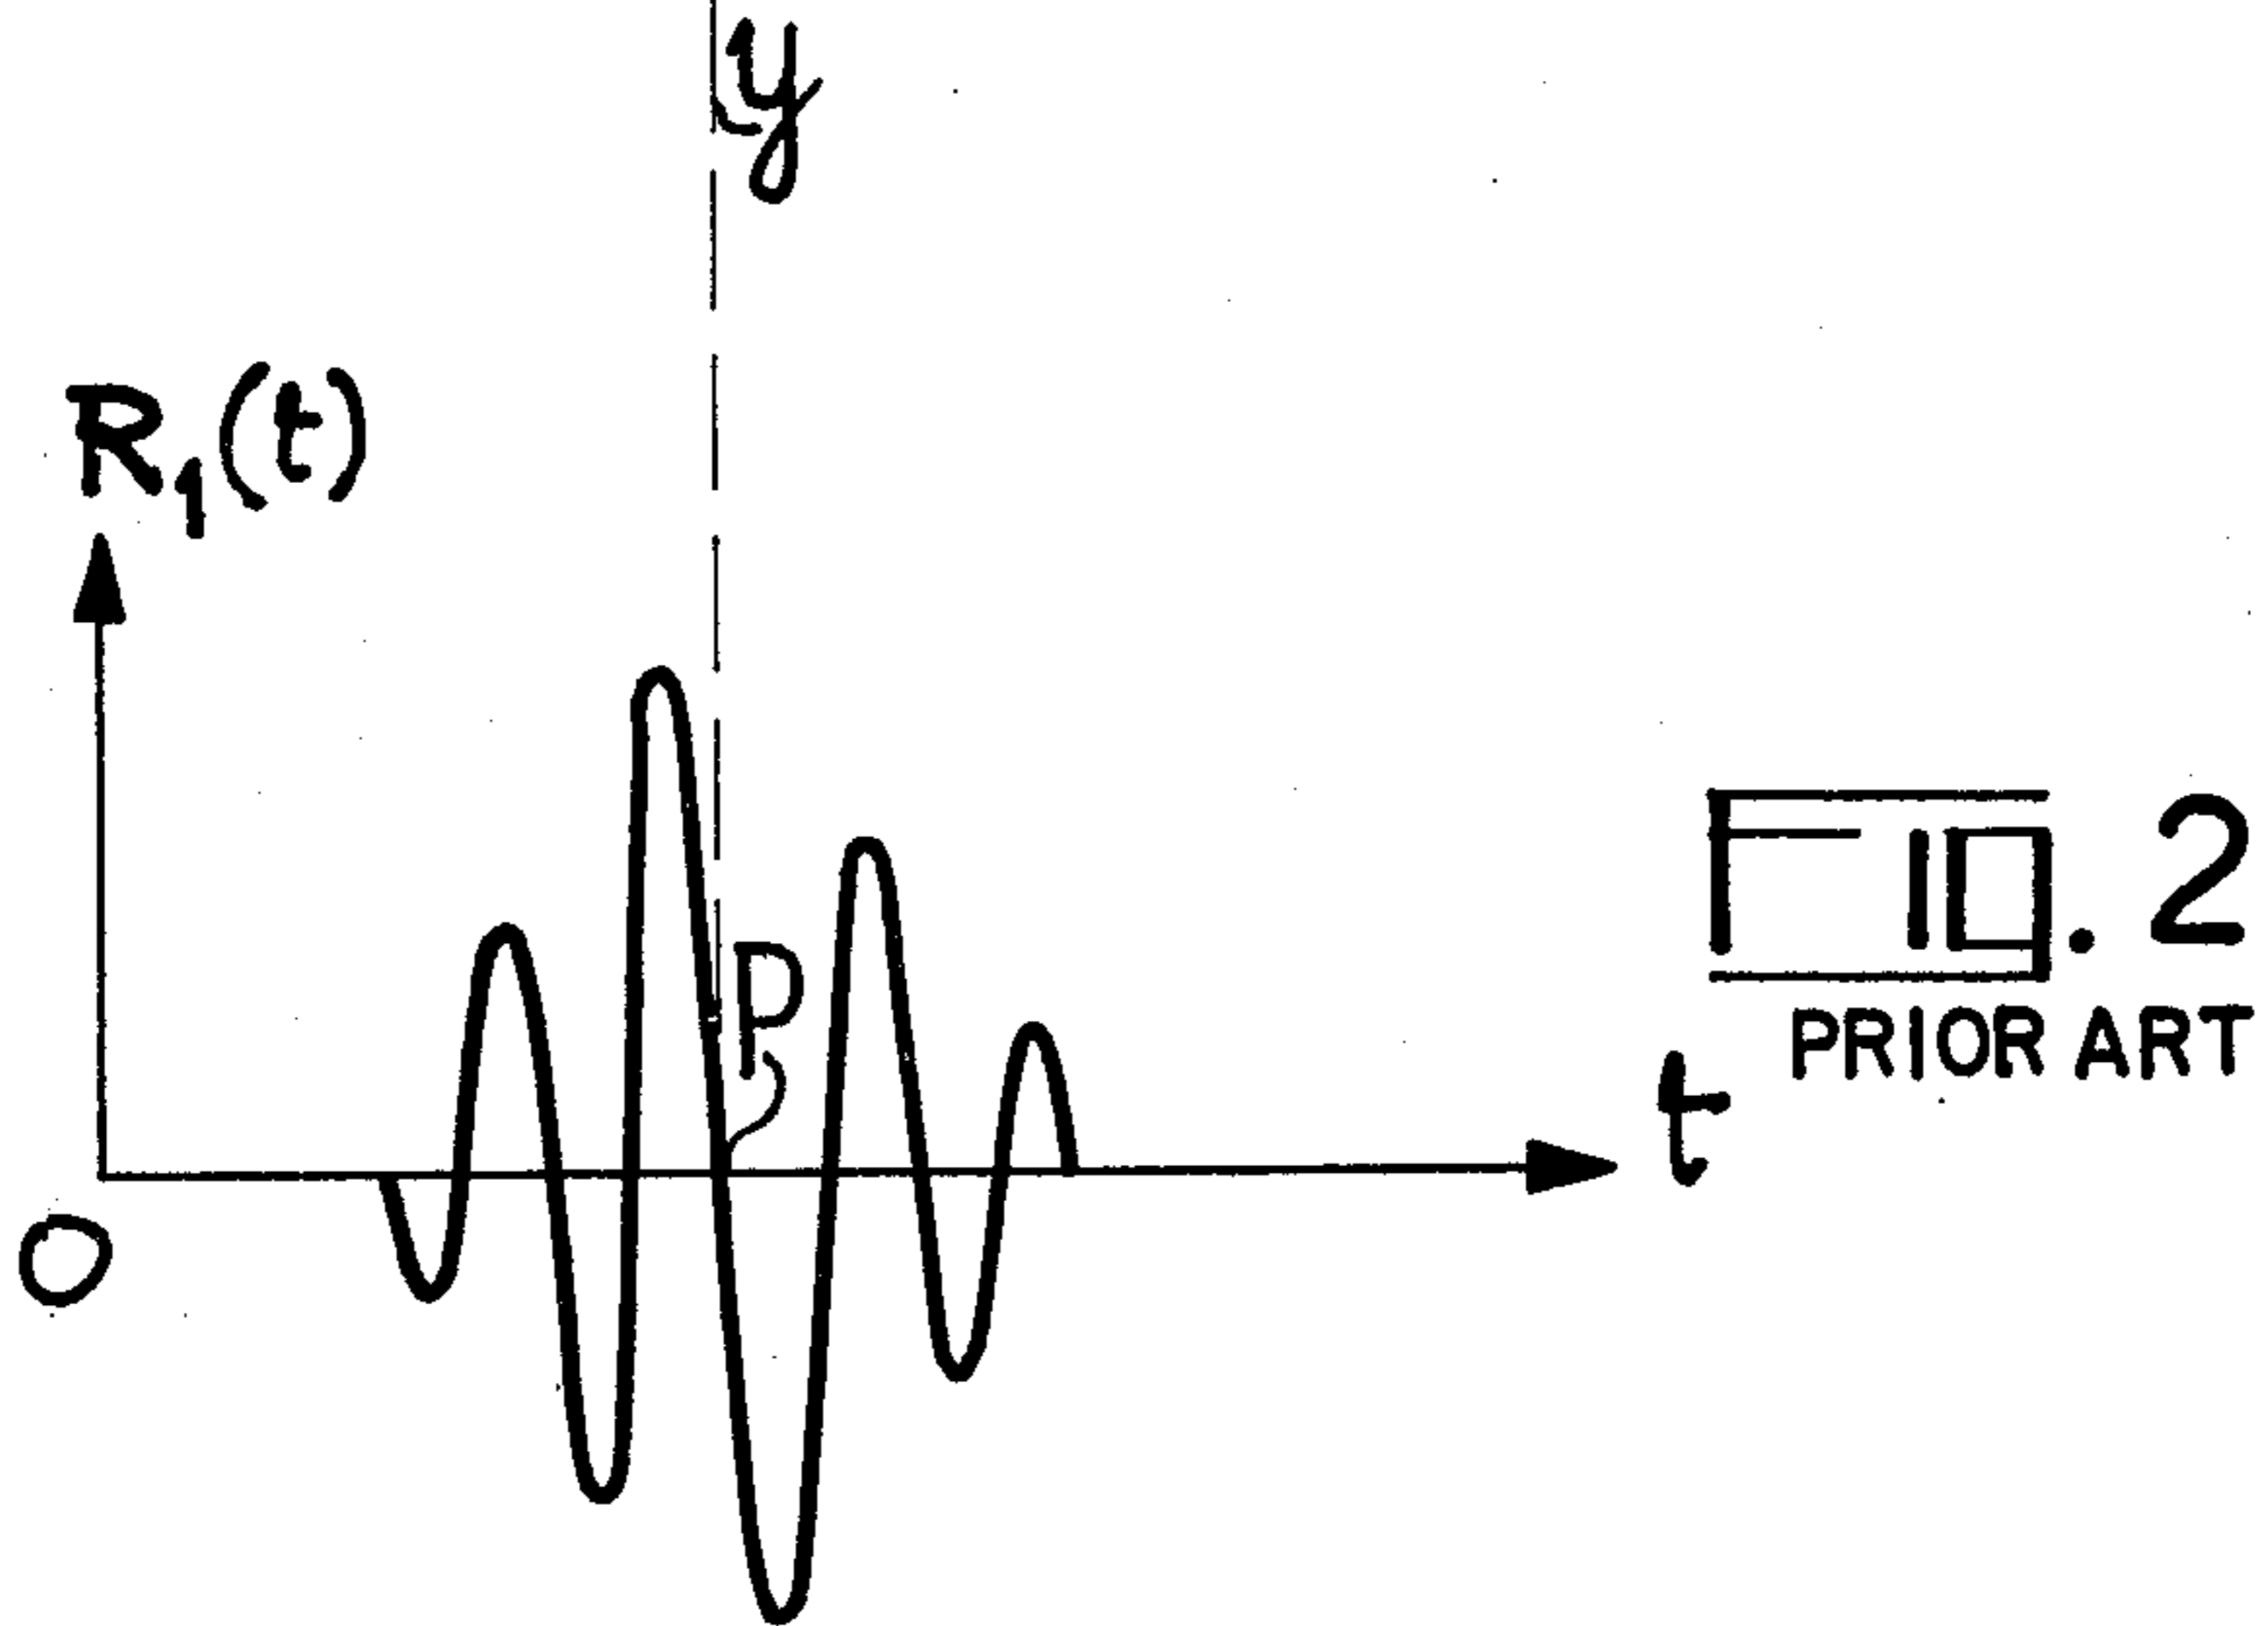 y
R₁(t)
P
FIG. 2
PRIOR ART
t
O